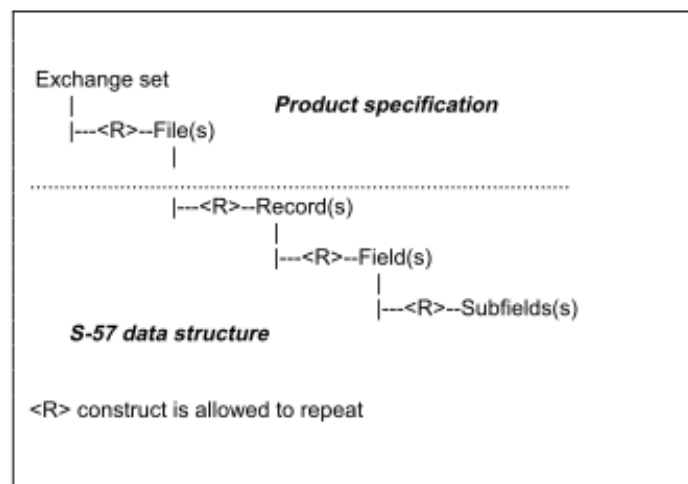 Exchange set
|
Product specification
|---<R>--File(s)
|
................................................................................
|---<R>--Record(s)
|
|---<R>--Field(s)
|
|---<R>--Subfields(s)
S-57 data structure
<R> construct is allowed to repeat